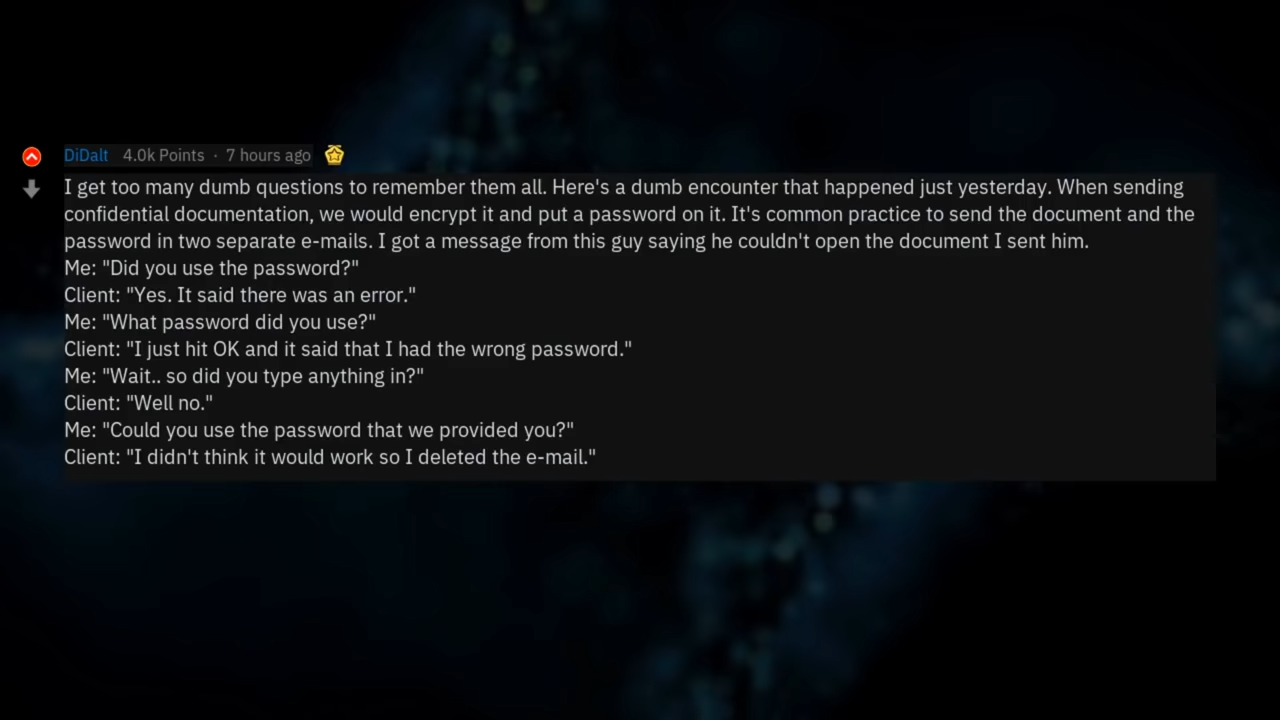 DiDalt 4.0k Points · 7 hours ago
I get too many dumb questions to remember them all. Here's a dumb encounter that happened just yesterday. When sending
confidential documentation, we would encrypt it and put a password on it. It's common practice to send the document and the
password in two separate e-mails. I got a message from this guy saying he couldn't open the document I sent him.
Me: "Did you use the password?"
Client: "Yes. It said there was an error."
Me: "What password did you use?"
Client: "I just hit OK and it said that I had the wrong password."
Me: "Wait.. so did you type anything in?"
Client: "Well no."
Me: "Could you use the password that we provided you?"
Client: "I didn't think it would work so I deleted the e-mail."